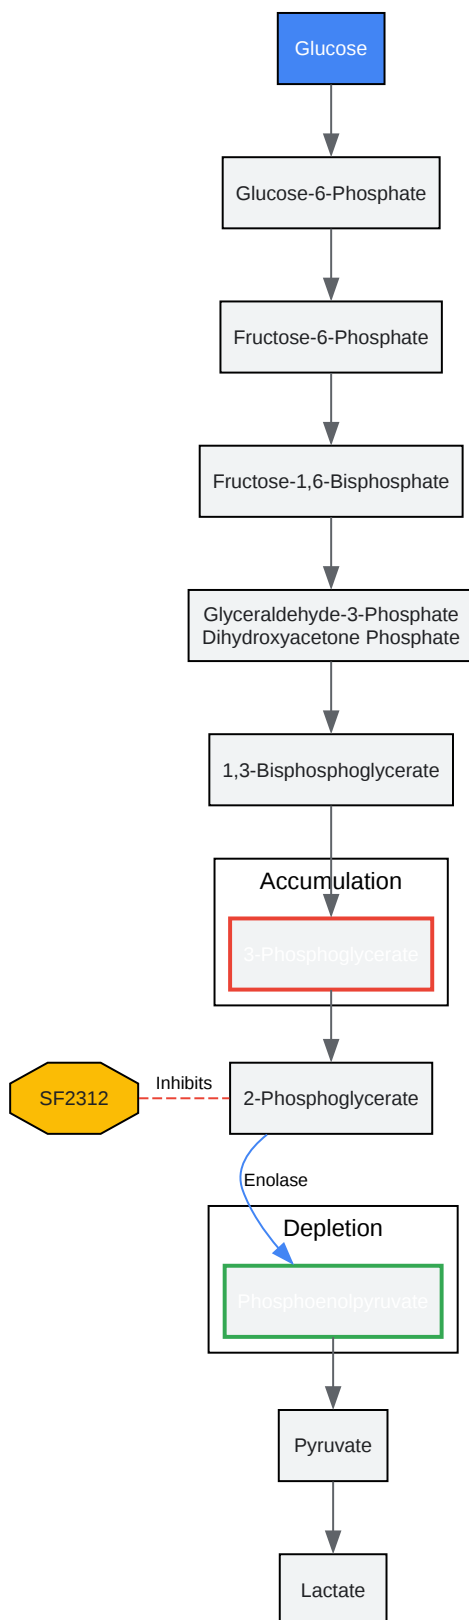 Glucose
Glucose-6-Phosphate
Fructose-6-Phosphate
Fructose-1,6-Bisphosphate
Glyceraldehyde-3-Phosphate
Dihydroxyacetone Phosphate
1,3-Bisphosphoglycerate
Accumulation
3-Phosphoglycerate
SF2312
Inhibits
2-Phosphoglycerate
Enolase
Depletion
Phosphoenolpyruvate
Pyruvate
Lactate